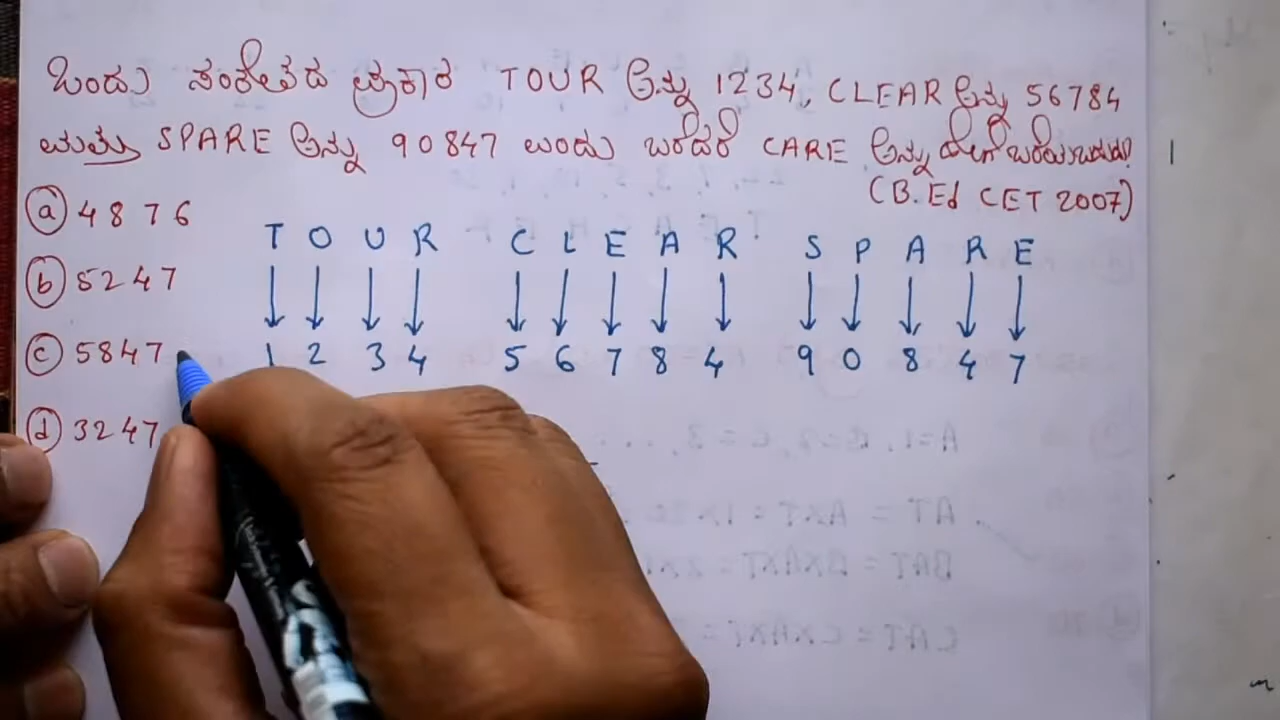 ಒಂದು ಸಂಕೇತದ ಪ್ರಕಾರ TOUR ಅನ್ನು 1234, CLEAR ಅನ್ನು 56784
ಮತ್ತು SPARE ಅನ್ನು 90847 ಎಂದು ಬರೆದರೆ CARE ಅನ್ನು ಹೇಗೆ ಬರೆಯಬಹುದು?
(B.Ed CET 2007)
a 4876
b 5247
c 5847
d 3247
T O U R C L E A R S P A R E
1 2 3 4 5 6 7 8 4 9 0 8 4 7